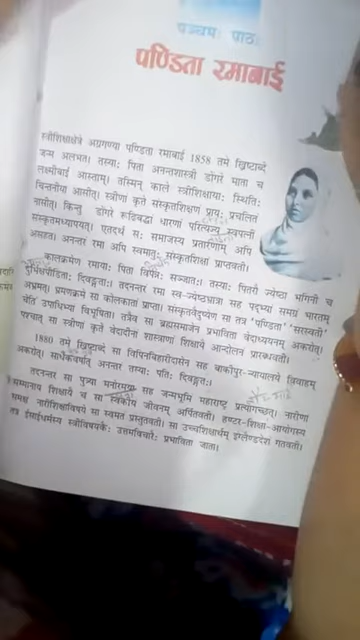 पञ्चमः पाठः
पण्डिता रमाबाई
स्त्रीशिक्षाक्षेत्रे अग्रगण्या पण्डिता रमाबाई 1858 तमे ख्रिष्टाब्दे
जन्म अलभत। तस्याः पिता अनन्तशास्त्री डोंगरे माता च
लक्ष्मीबाई आस्ताम्। तस्मिन् काले स्त्रीशिक्षायाः स्थितिः
चिन्तनीया आसीत्। स्त्रीणां कृते संस्कृतशिक्षणं प्रायः प्रचलितं
नासीत्। किन्तु डोंगरे रूढिबद्धां धारणां परित्यज्य स्वपत्नीं
संस्कृतमध्यापयत्। एतदर्थं सः समाजस्य प्रतारणाम् अपि
असहत। अनन्तरं रमा अपि स्वमातुः संस्कृतशिक्षां प्राप्तवती।
कालक्रमेण रमायाः पिता विपन्नः सञ्जातः। तस्याः पितरौ ज्येष्ठा भगिनी च
दुर्भिक्षपीडिताः दिवङ्गताः। तदनन्तरं रमा स्व-ज्येष्ठभ्रात्रा सह पद्भ्यां समग्रं भारतम्
अभ्रमत्। भ्रमणक्रमे सा कोलकातां प्राप्ता। संस्कृतवैदुष्येण सा तत्र 'पण्डिता' 'सरस्वती'
चेति उपाधिभ्यां विभूषिता। तत्रैव सा ब्रह्मसमाजेन प्रभाविता वेदाध्ययनम् अकरोत्।
पश्चात् सा स्त्रीणां कृते वेदादीनां शास्त्राणां शिक्षायै आन्दोलनं प्रारब्धवती।
1880 तमे ख्रिष्टाब्दे सा विपिनबिहारीदासेन सह बाकीपुर-न्यायालये विवाहम्
अकरोत्। सार्धैकवर्षात् अनन्तरं तस्याः पतिः दिवङ्गतः।
तदनन्तरं सा पुत्र्या मनोरमया सह जन्मभूमिं महाराष्ट्रं प्रत्यागच्छत्। नारीणां
सम्मानाय शिक्षायै च सा स्वकीयं जीवनम् अर्पितवती। हण्टर-शिक्षा-आयोगस्य
समक्षं नारीशिक्षाविषये सा स्वमतं प्रस्तुतवती। सा उच्चशिक्षार्थम् इंग्लैण्डदेशं गतवती।
तत्र ईसाईधर्मस्य स्त्रीविषयकैः उत्तमविचारैः प्रभाविता जाता।